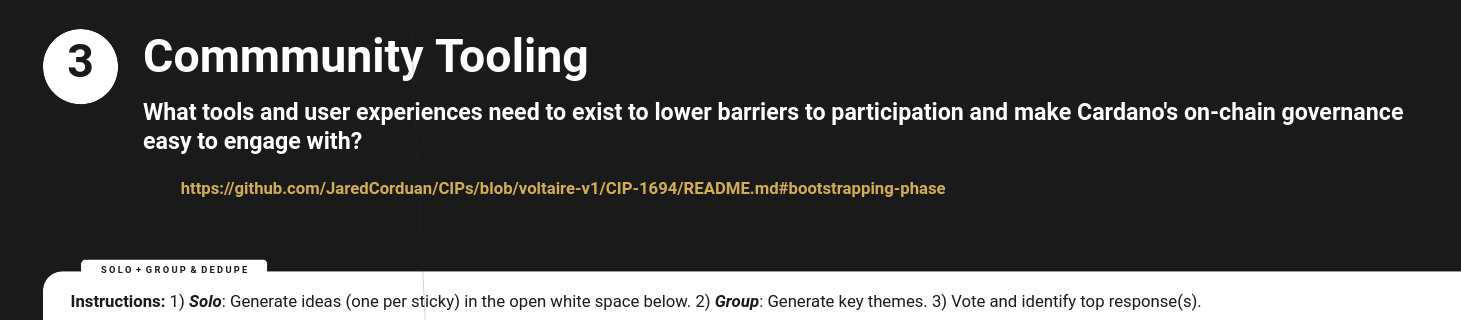 3
Commmunity Tooling
What tools and user experiences need to exist to lower barriers to participation and make Cardano's on-chain governance
easy to engage with?
https://github.com/JaredCorduan/CIPs/blob/voltaire-v1/CIP-1694/README.md#bootstrapping-phase
SOLO + GROUP & DEDUPE
Instructions: 1) Solo: Generate ideas (one per sticky) in the open white space below. 2) Group: Generate key themes. 3) Vote and identify top response(s).